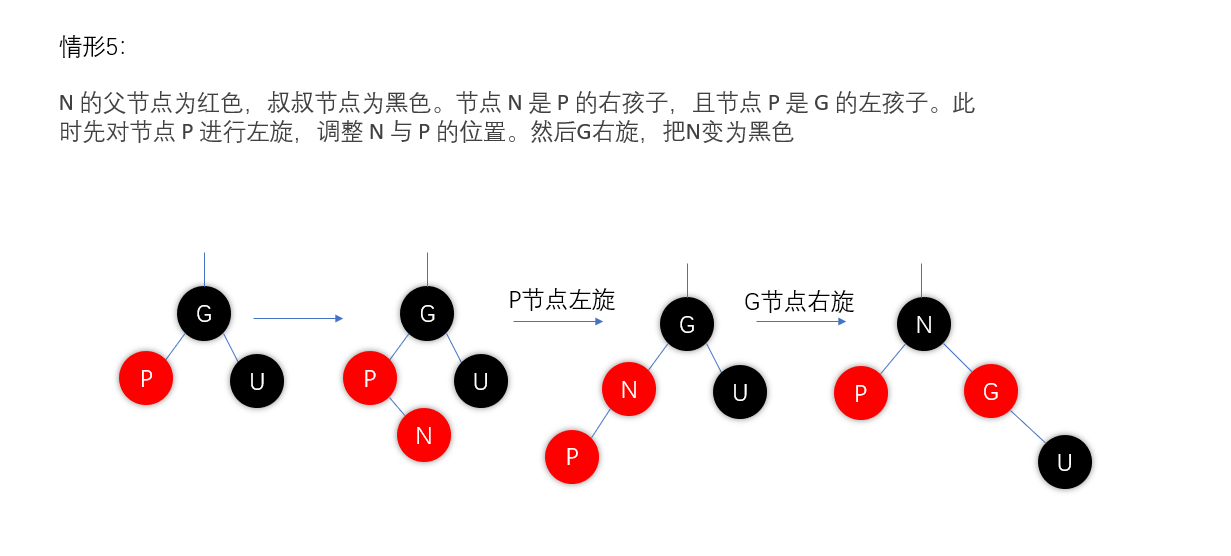 情形5:
N 的父节点为红色，叔叔节点为黑色。节点 N 是 P 的右孩子，且节点 P 是 G 的左孩子。此
时先对节点 P 进行左旋，调整 N 与 P 的位置。然后G右旋，把N变为黑色
P节点左旋
G节点右旋
G
P
U
G
P
U
N
G
N
U
P
N
P
G
U